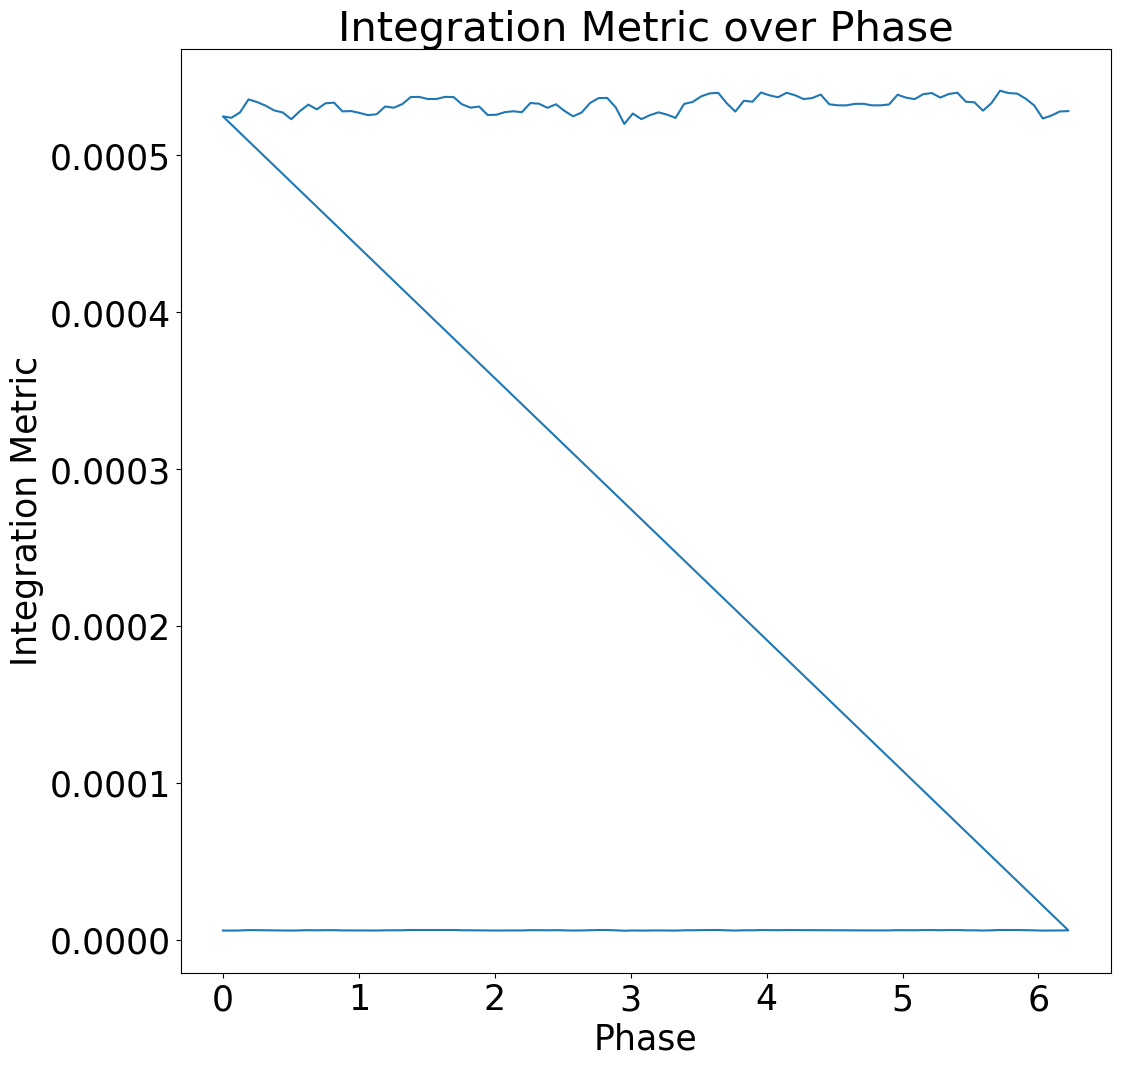 Integration Metric over Phase
Integration Metric
0.0005
0.0004
0.0003
0.0002
0.0001
0.0000
0 1 2 3 4 5 6
Phase